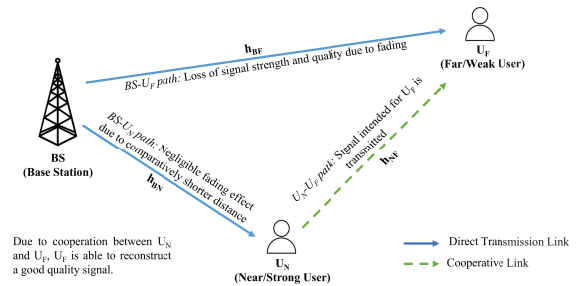 h_BF
BS-U_F path: Loss of signal strength and quality due to fading
U_F
(Far/Weak User)
BS
(Base Station)
BS-U_N path: Negligible fading effect
due to comparatively shorter
distance
h_BN
U_N-U_F path: Signal intended for U_F is
transmitted
h_NF
U_N
(Near/Strong User)
Due to cooperation between U_N
and U_F, U_F is able to reconstruct
a good quality signal.
Direct Transmission Link
Cooperative Link